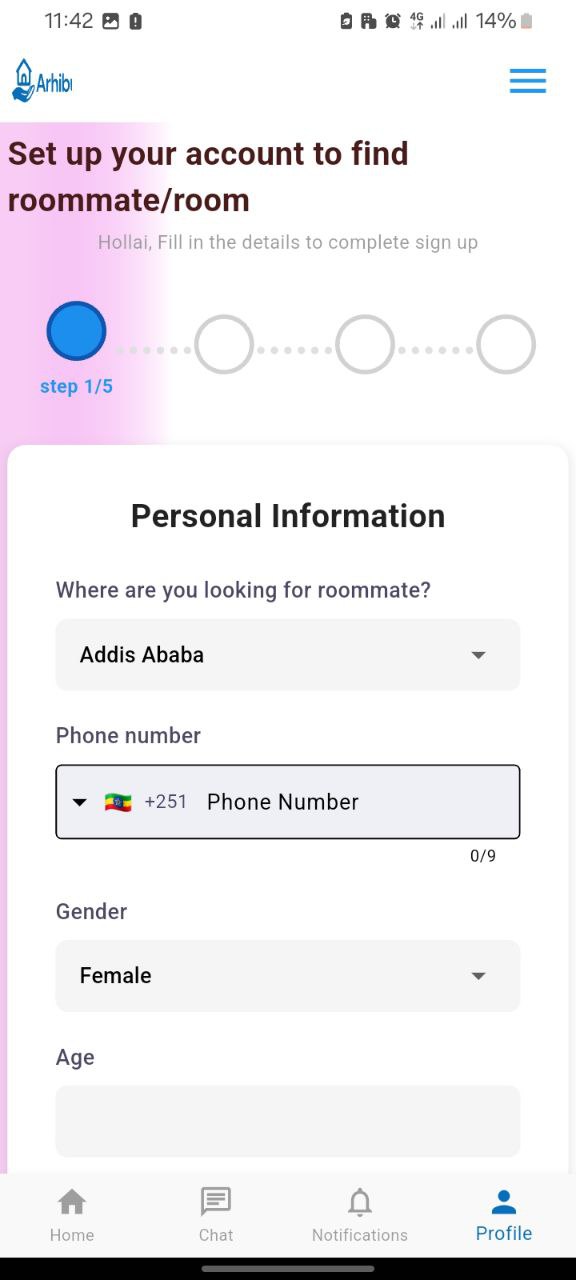 11:42
4G
14%
Set up your account to find
roommate/room
Hollai, Fill in the details to complete sign up
step 1/5
Personal Information
Where are you looking for roommate?
Addis Ababa
Phone number
+251 Phone Number
0/9
Gender
Female
Age
Home
Chat
Notifications
Profile